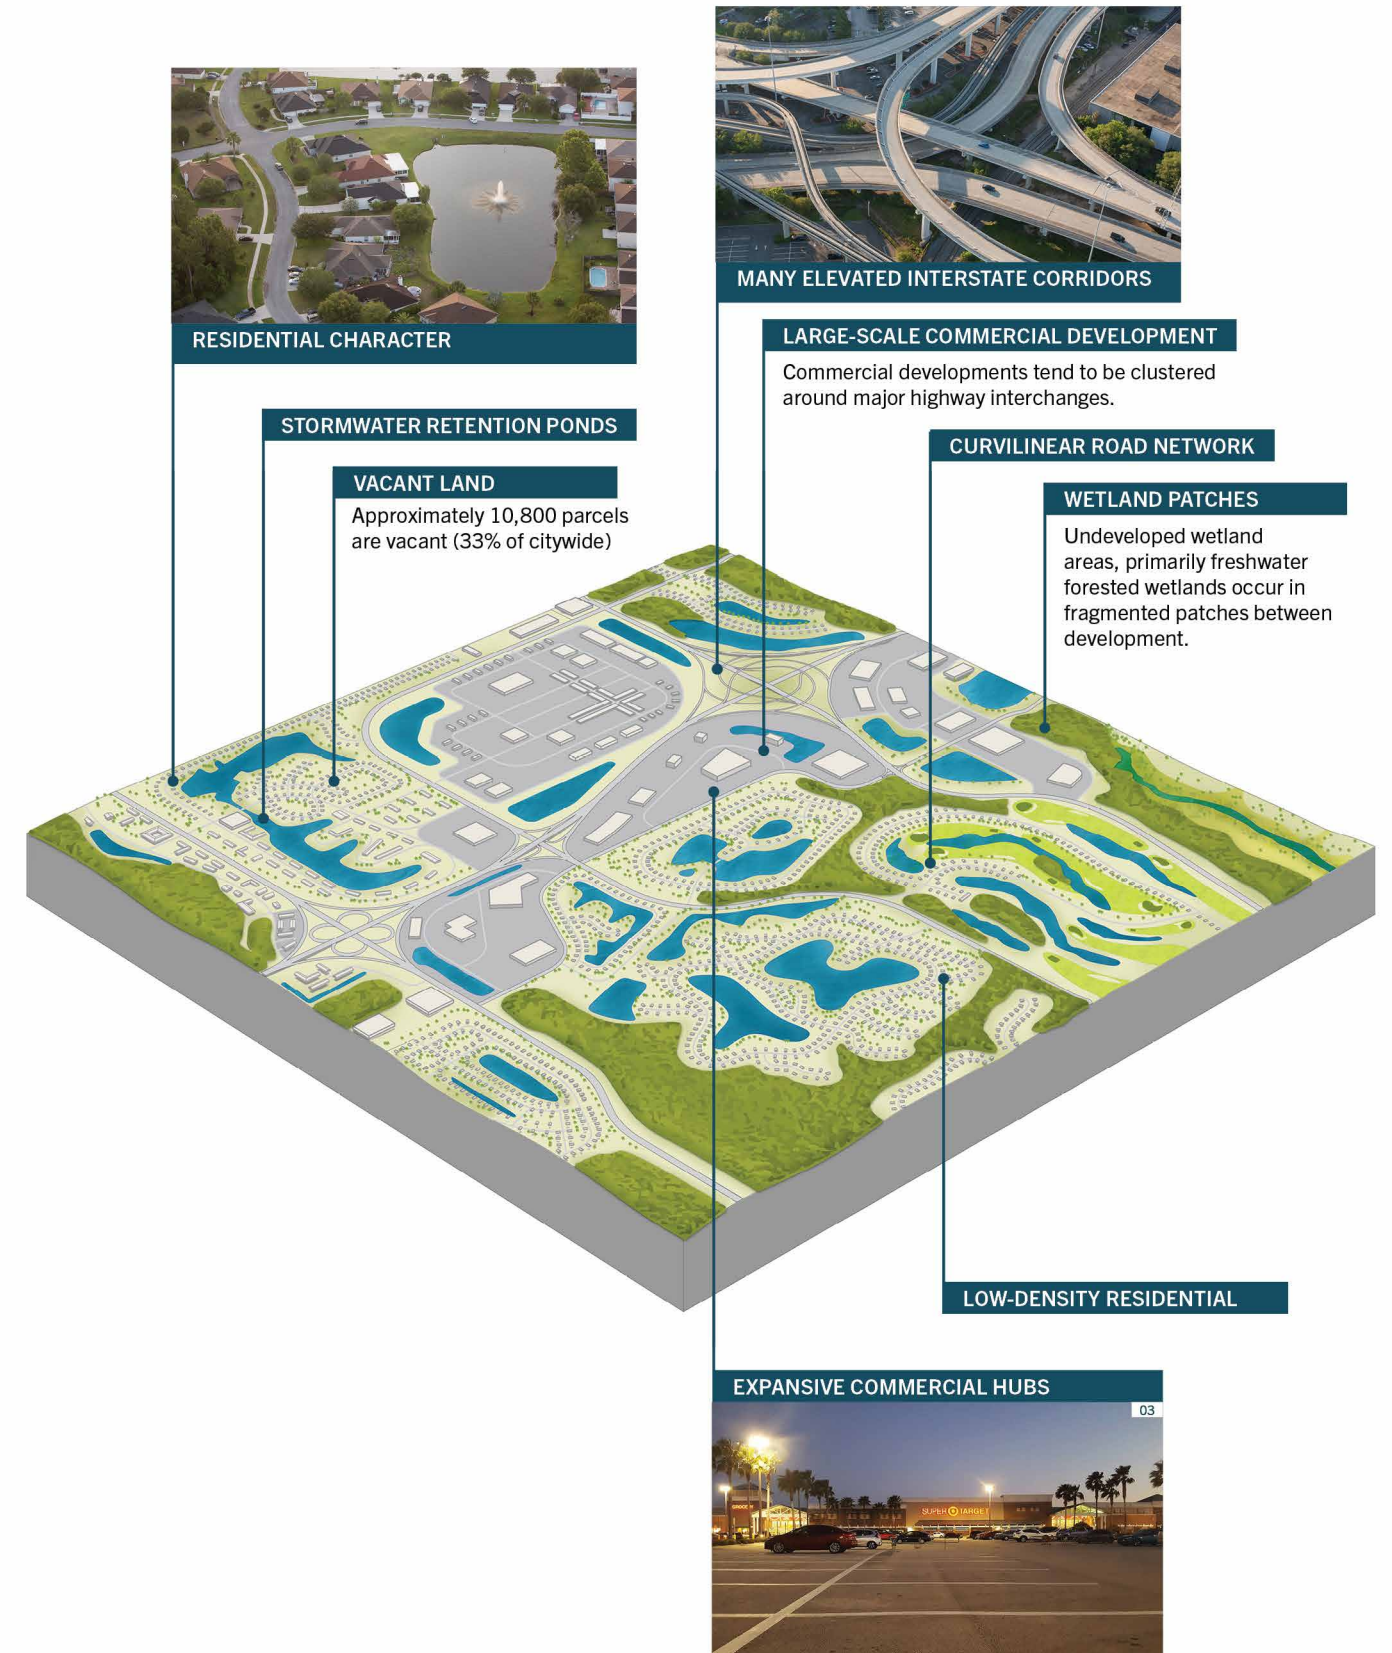 MANY ELEVATED INTERSTATE CORRIDORS
RESIDENTIAL CHARACTER
LARGE-SCALE COMMERCIAL DEVELOPMENT
Commercial developments tend to be clustered
around major highway interchanges.
STORMWATER RETENTION PONDS
CURVILINEAR ROAD NETWORK
VACANT LAND
Approximately 10,800 parcels
are vacant (33% of citywide)
WETLAND PATCHES
Undeveloped wetland
areas, primarily freshwater
forested wetlands occur in
fragmented patches between
development.
LOW-DENSITY RESIDENTIAL
EXPANSIVE COMMERCIAL HUBS
03
GROCERY
SUPER TARGET